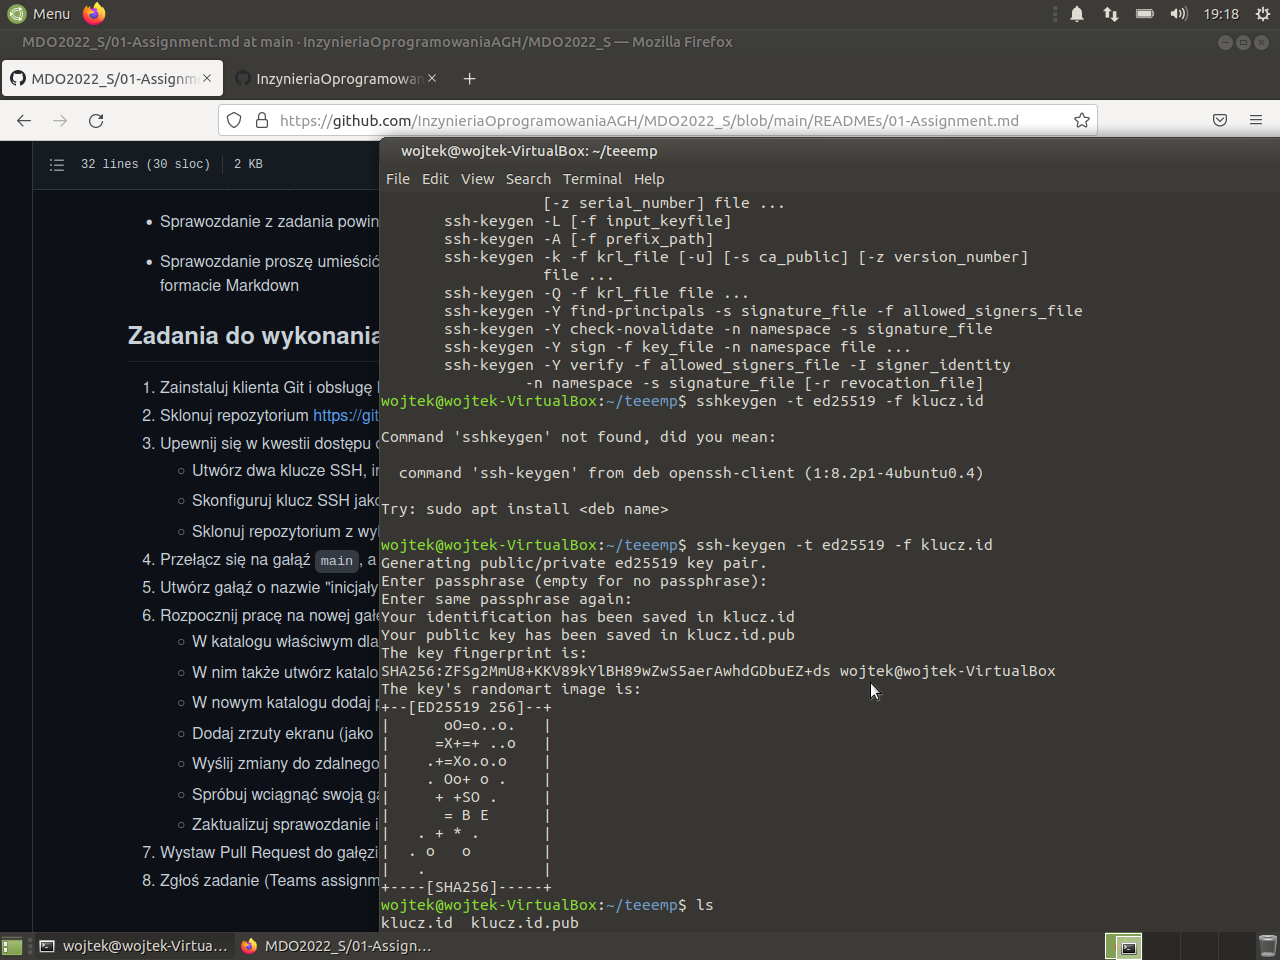 Menu
19:18
MDO2022_S/01-Assignment.md at main · InzynieriaOprogramowaniaAGH/MDO2022_S — Mozilla Firefox
MDO2022_S/01-Assignm
InzynieriaOprogramowan
https://github.com/InzynieriaOprogramowaniaAGH/MDO2022_S/blob/main/READMEs/01-Assignment.md
32 lines (30 sloc)
2 KB
Sprawozdanie z zadania powin
Sprawozdanie proszę umieścić
formacie Markdown
Zadania do wykonania
1. Zainstaluj klienta Git i obsługę
2. Sklonuj repozytorium https://git
3. Upewnij się w kwestii dostępu
Utwórz dwa klucze SSH, in
Skonfiguruj klucz SSH jako
Sklonuj repozytorium z wyk
4. Przełącz się na gałąź main, a
5. Utwórz gałąź o nazwie "inicjały
6. Rozpocznij pracę na nowej gałę
W katalogu właściwym dla
W nim także utwórz katalo
W nowym katalogu dodaj p
Dodaj zrzuty ekranu (jako
Wyślij zmiany do zdalnego
Spróbuj wciągnąć swoją ga
Zaktualizuj sprawozdanie i
7. Wystaw Pull Request do gałęzi
8. Zgłoś zadanie (Teams assignm
wojtek@wojtek-VirtualBox: ~/teeemp
File Edit View Search Terminal Help
[-z serial_number] file ...
ssh-keygen -L [-f input_keyfile]
ssh-keygen -A [-f prefix_path]
ssh-keygen -k -f krl_file [-u] [-s ca_public] [-z version_number]
file ...
ssh-keygen -Q -f krl_file file ...
ssh-keygen -Y find-principals -s signature_file -f allowed_signers_file
ssh-keygen -Y check-novalidate -n namespace -s signature_file
ssh-keygen -Y sign -f key_file -n namespace file ...
ssh-keygen -Y verify -f allowed_signers_file -I signer_identity
-n namespace -s signature_file [-r revocation_file]
wojtek@wojtek-VirtualBox:~/teeemp$ sshkeygen -t ed25519 -f klucz.id
Command 'sshkeygen' not found, did you mean:
command 'ssh-keygen' from deb openssh-client (1:8.2p1-4ubuntu0.4)
Try: sudo apt install <deb name>
wojtek@wojtek-VirtualBox:~/teeemp$ ssh-keygen -t ed25519 -f klucz.id
Generating public/private ed25519 key pair.
Enter passphrase (empty for no passphrase):
Enter same passphrase again:
Your identification has been saved in klucz.id
Your public key has been saved in klucz.id.pub
The key fingerprint is:
SHA256:ZFSg2MmU8+KKV89kYlBH89wZwS5aerAwhdGDbuEZ+ds wojtek@wojtek-VirtualBox
The key's randomart image is:
+--[ED25519 256]--+
|      oO=o..o.   |
|     =X+=+ ..o   |
|    .+=Xo.o.o    |
|    . Oo+ o .    |
|     + +SO .     |
|      = B E      |
|   . + * .       |
|  . o   o        |
|   .             |
+----[SHA256]-----+
wojtek@wojtek-VirtualBox:~/teeemp$ ls
klucz.id klucz.id.pub
wojtek@wojtek-Virtua...
MDO2022_S/01-Assign...